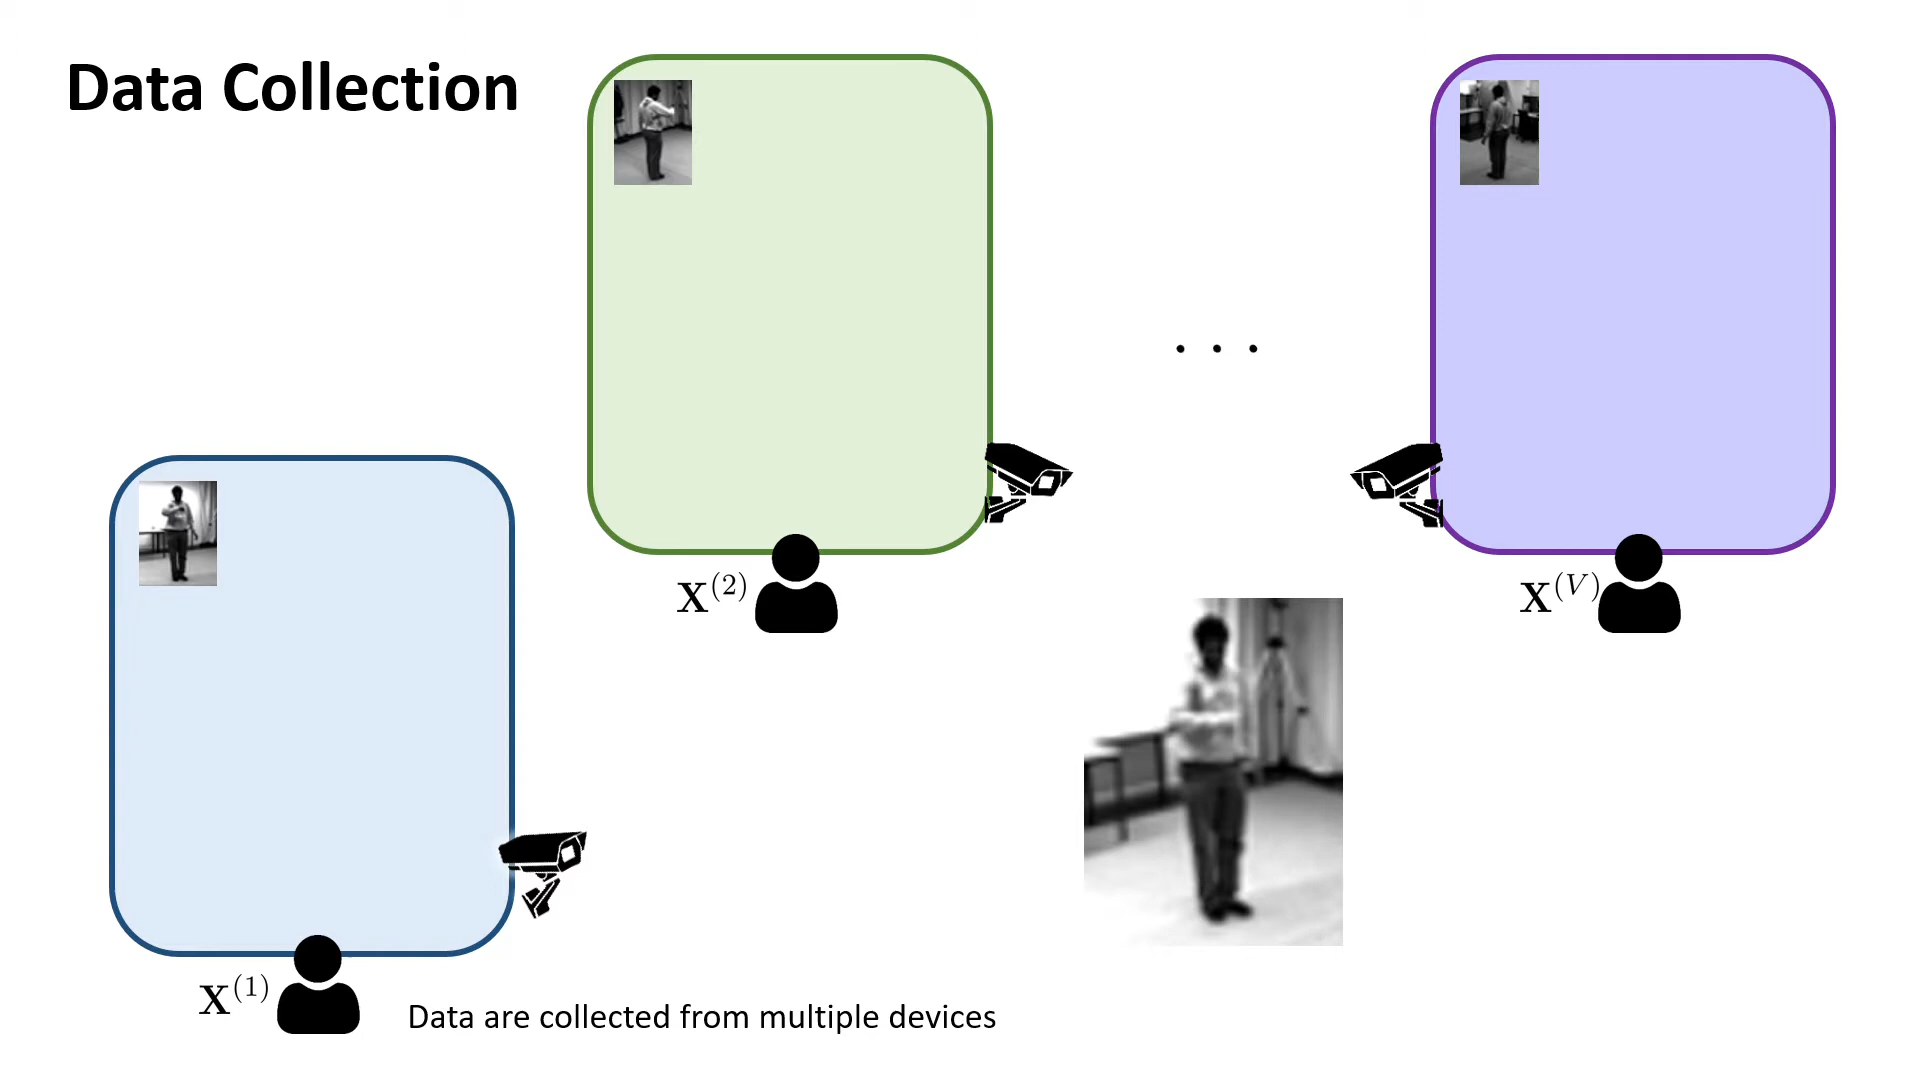 Data Collection
. . .
X^(2)
X^(V)
X^(1)
Data are collected from multiple devices